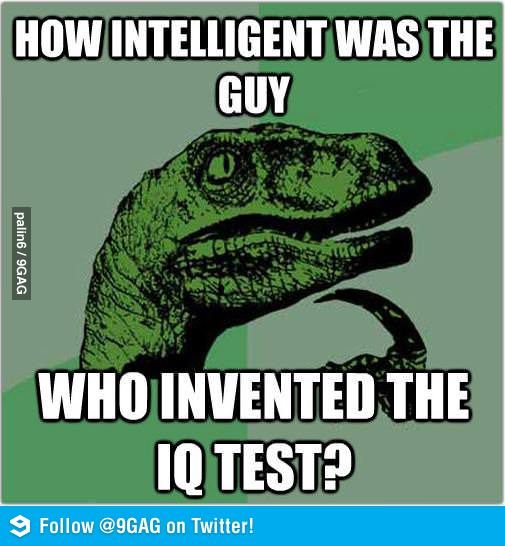 HOW INTELLIGENT WAS THE
GUY
palin6 / 9GAG
WHO INVENTED THE
IQ TEST?
Follow @9GAG on Twitter!